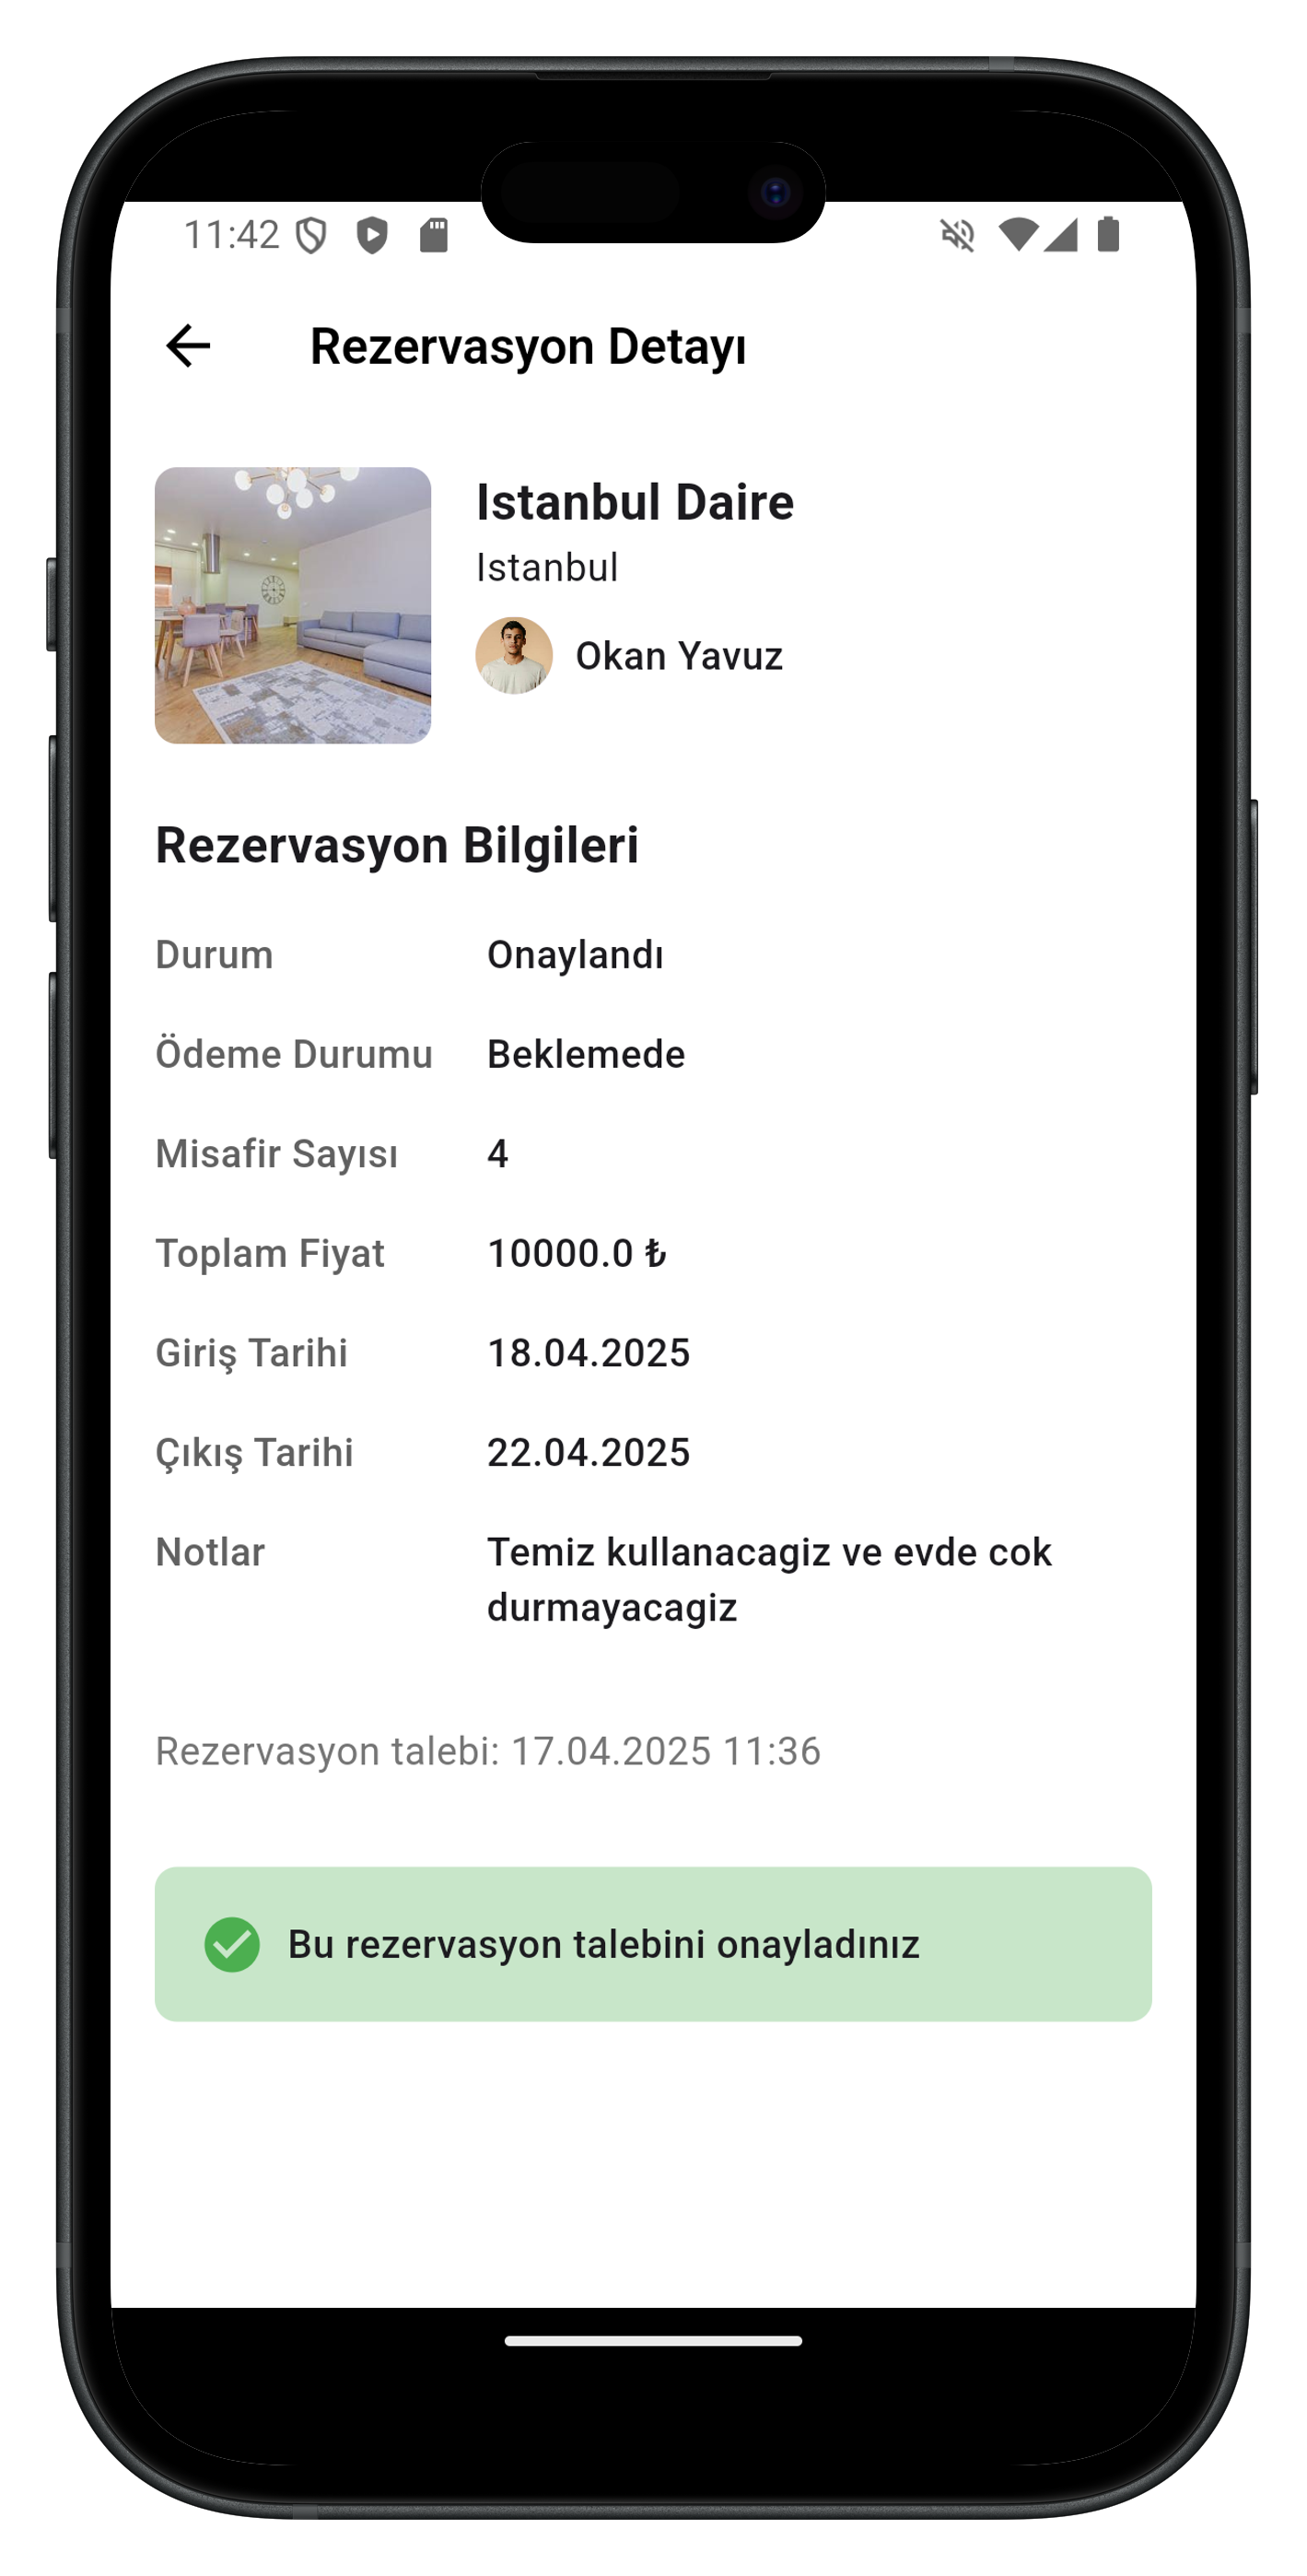 11:42
Rezervasyon Detayı
Istanbul Daire
Istanbul
Okan Yavuz
Rezervasyon Bilgileri
Durum Onaylandı
Ödeme Durumu Beklemede
Misafir Sayısı 4
Toplam Fiyat 10000.0 ₺
Giriş Tarihi 18.04.2025
Çıkış Tarihi 22.04.2025
Notlar Temiz kullanacagiz ve evde cok
durmayacagiz
Rezervasyon talebi: 17.04.2025 11:36
Bu rezervasyon talebini onayladınız